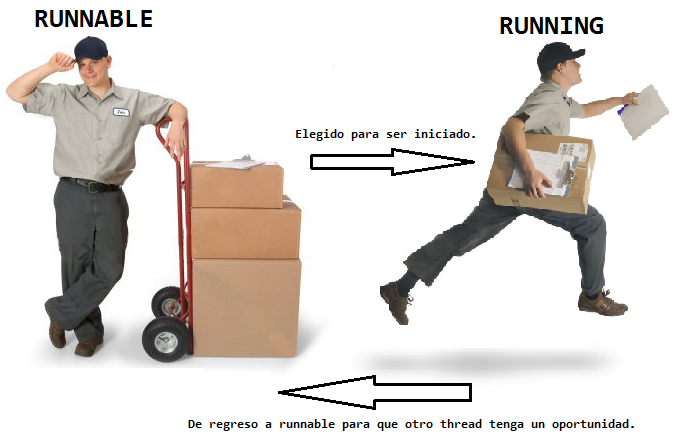 RUNNABLE
RUNNING
Elegido para ser iniciado.
De regreso a runnable para que otro thread tenga un oportunidad.